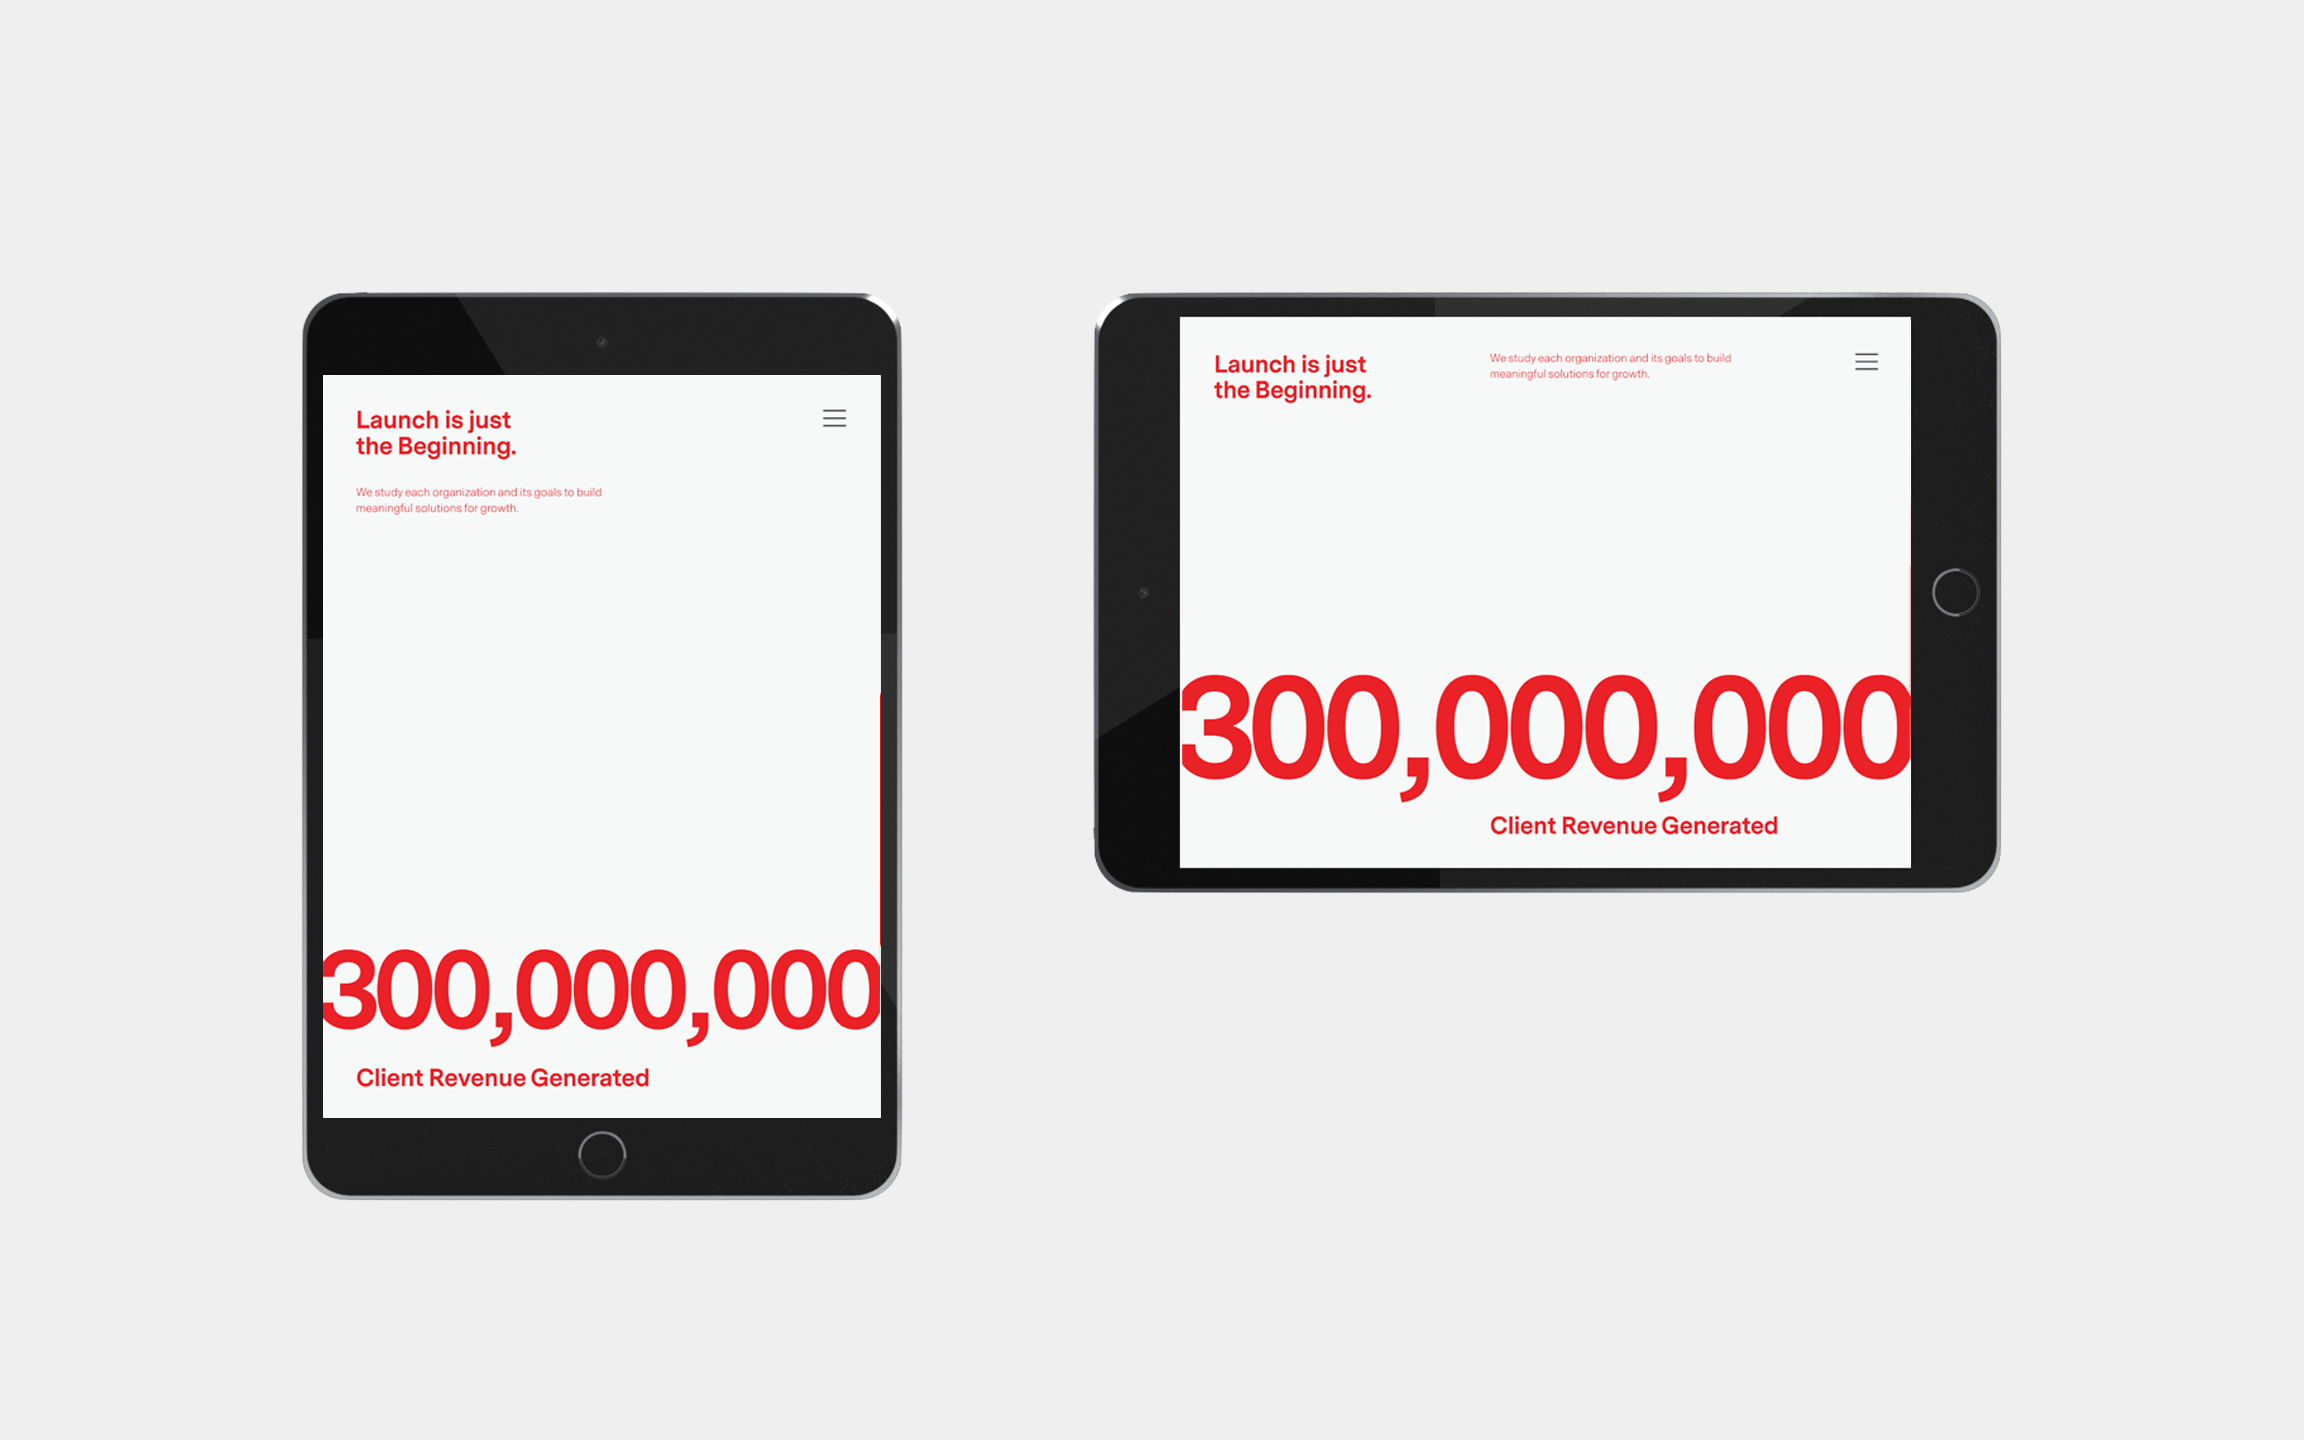 Launch is just
the Beginning.
We study each organization and its goals to build
meaningful solutions for growth.
300,000,000
Client Revenue Generated
Launch is just
the Beginning.
We study each organization and its goals to build
meaningful solutions for growth.
300,000,000
Client Revenue Generated